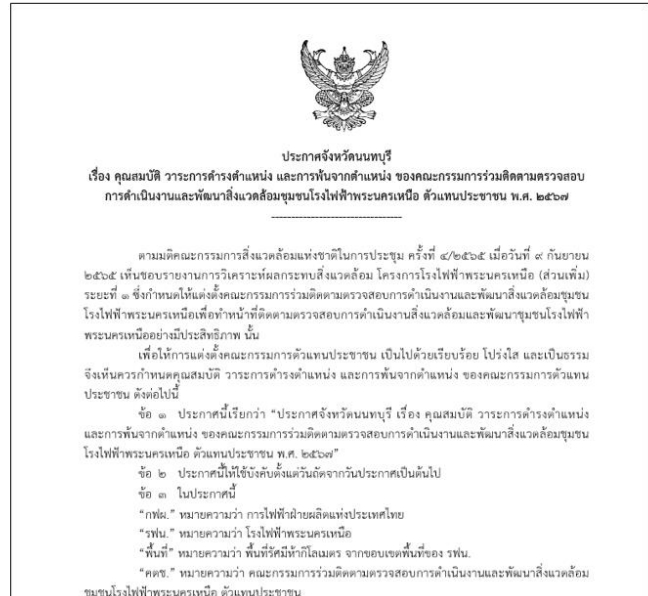 ประกาศจังหวัดนนทบุรี
เรื่อง คุณสมบัติ วาระการดำรงตำแหน่ง และการพ้นจากตำแหน่ง ของคณะกรรมการร่วมติดตามตรวจสอบ
การดำเนินงานและพัฒนาสิ่งแวดล้อมชุมชนโรงไฟฟ้าพระนครเหนือ ตัวแทนประชาชน พ.ศ. ๒๕๖๗
---------------------------------
ตามมติคณะกรรมการสิ่งแวดล้อมแห่งชาติในการประชุม ครั้งที่ ๔/๒๕๖๕ เมื่อวันที่ ๙ กันยายน
๒๕๖๕ เห็นชอบรายงานการวิเคราะห์ผลกระทบสิ่งแวดล้อม โครงการโรงไฟฟ้าพระนครเหนือ (ส่วนเพิ่ม)
ระยะที่ ๑ ซึ่งกำหนดให้แต่งตั้งคณะกรรมการร่วมติดตามตรวจสอบการดำเนินงานและพัฒนาสิ่งแวดล้อมชุมชน
โรงไฟฟ้าพระนครเหนือเพื่อทำหน้าที่ติดตามตรวจสอบการดำเนินงานสิ่งแวดล้อมและพัฒนาชุมชนโรงไฟฟ้า
พระนครเหนืออย่างมีประสิทธิภาพ นั้น
เพื่อให้การแต่งตั้งคณะกรรมการตัวแทนประชาชน เป็นไปด้วยเรียบร้อย โปร่งใส และเป็นธรรม
จึงเห็นควรกำหนดคุณสมบัติ วาระการดำรงตำแหน่ง และการพ้นจากตำแหน่ง ของคณะกรรมการตัวแทน
ประชาชน ดังต่อไปนี้
ข้อ ๑ ประกาศนี้เรียกว่า “ประกาศจังหวัดนนทบุรี เรื่อง คุณสมบัติ วาระการดำรงตำแหน่ง
และการพ้นจากตำแหน่ง ของคณะกรรมการร่วมติดตามตรวจสอบการดำเนินงานและพัฒนาสิ่งแวดล้อมชุมชน
โรงไฟฟ้าพระนครเหนือ ตัวแทนประชาชน พ.ศ. ๒๕๖๗”
ข้อ ๒ ประกาศนี้ให้ใช้บังคับตั้งแต่วันถัดจากวันประกาศเป็นต้นไป
ข้อ ๓ ในประกาศนี้
“กฟผ.” หมายความว่า การไฟฟ้าฝ่ายผลิตแห่งประเทศไทย
“รฟน.” หมายความว่า โรงไฟฟ้าพระนครเหนือ
“พื้นที่” หมายความว่า พื้นที่รัศมีห้ากิโลเมตร จากขอบเขตพื้นที่ของ รฟน.
“คตช.” หมายความว่า คณะกรรมการร่วมติดตามตรวจสอบการดำเนินงานและพัฒนาสิ่งแวดล้อม
ชุมชนโรงไฟฟ้าพระนครเหนือ ตัวแทนประชาชน